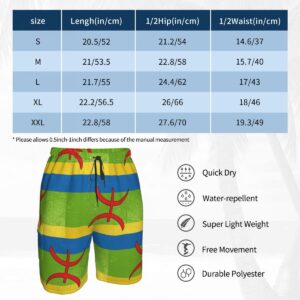 size Lengh(in/cm) 1/2Hip(in/cm) 1/2Waist(in/cm)
S 20.5/52 21.2/54 14.6/37
M 21/53.5 22.8/58 15.7/40
L 21.7/55 24.4/62 17/43
XL 22.2/56.5 26/66 18/46
XXL 22.8/58 27.6/70 19.3/49
* Please allows 0.5inch-1inch differs because of the manual measurement
Quick Dry
Water-repellent
Super Light Weight
Free Movement
Durable Polyester